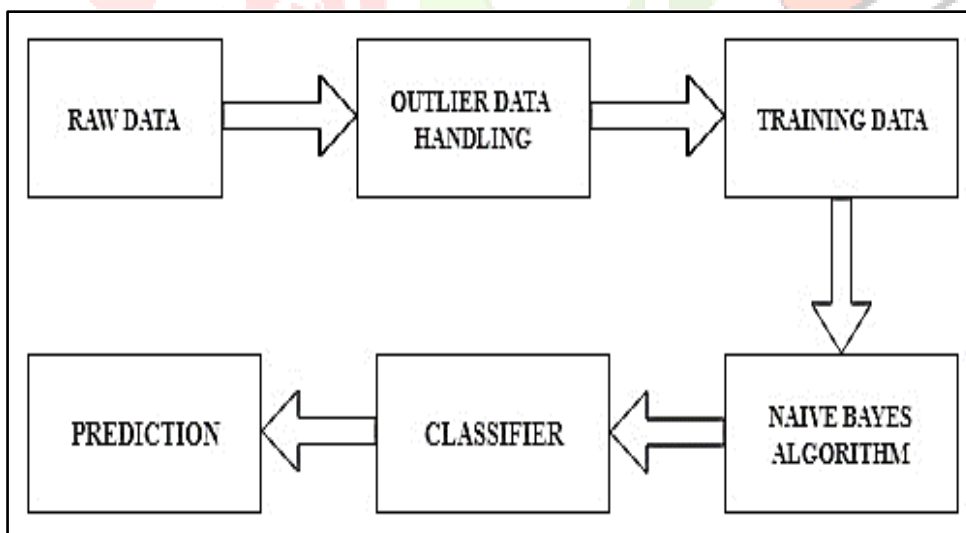 RAW DATA
OUTLIER DATA
HANDLING
TRAINING DATA
NAIVE BAYES
ALGORITHM
CLASSIFIER
PREDICTION